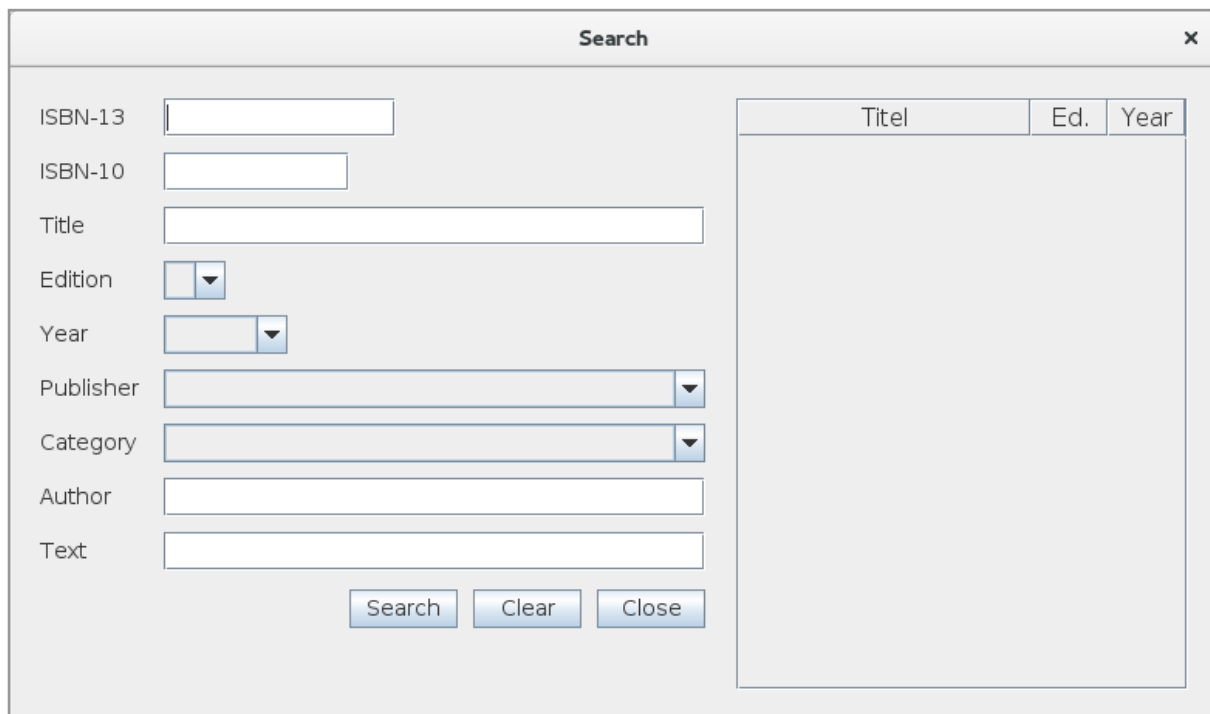 Search
ISBN-13
ISBN-10
Title
Edition
Year
Publisher
Category
Author
Text
Search Clear Close
Titel Ed. Year